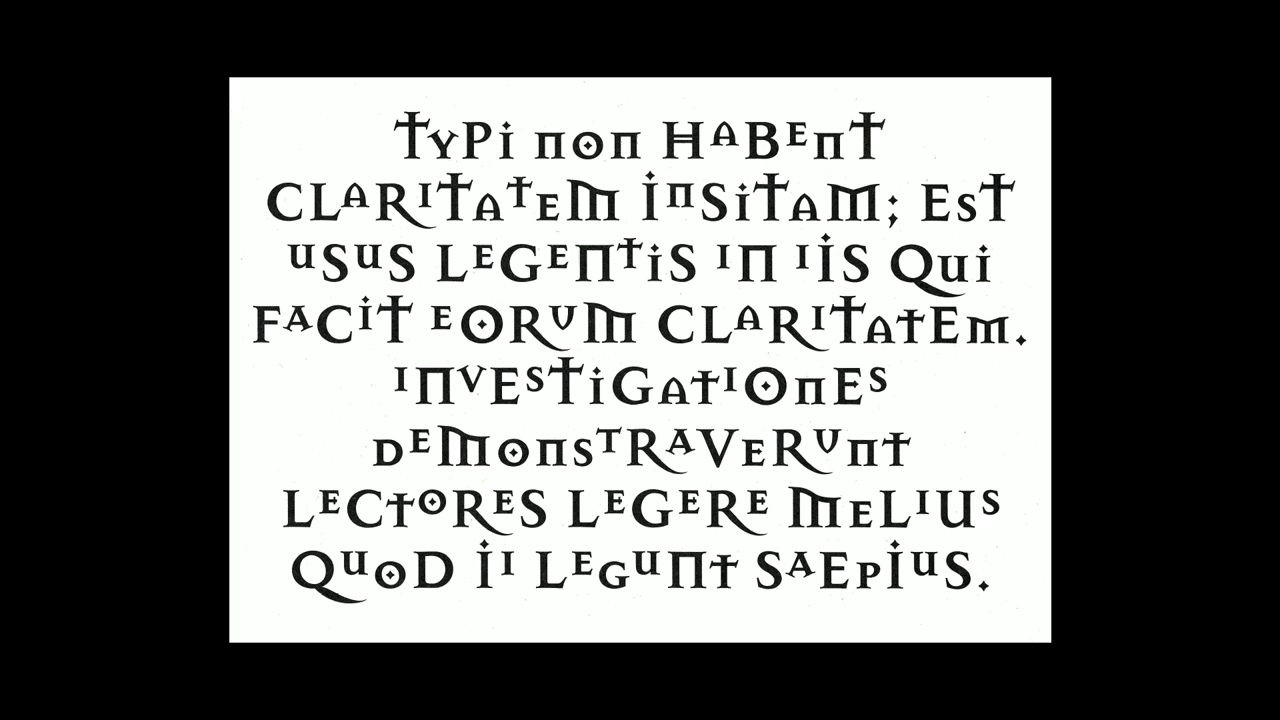 TYPi non HABEnT
CLARITATEM inSiTAM; EsT
usus LEGENTiS IN IiS Qui
FACiT EORUM CLARITATEM.
INVESTiGATIONES
DEMONSTRAVERUNT
LECTORES LEGERE MELIUS
QuOD iI LEGUNT SAEPiuS.